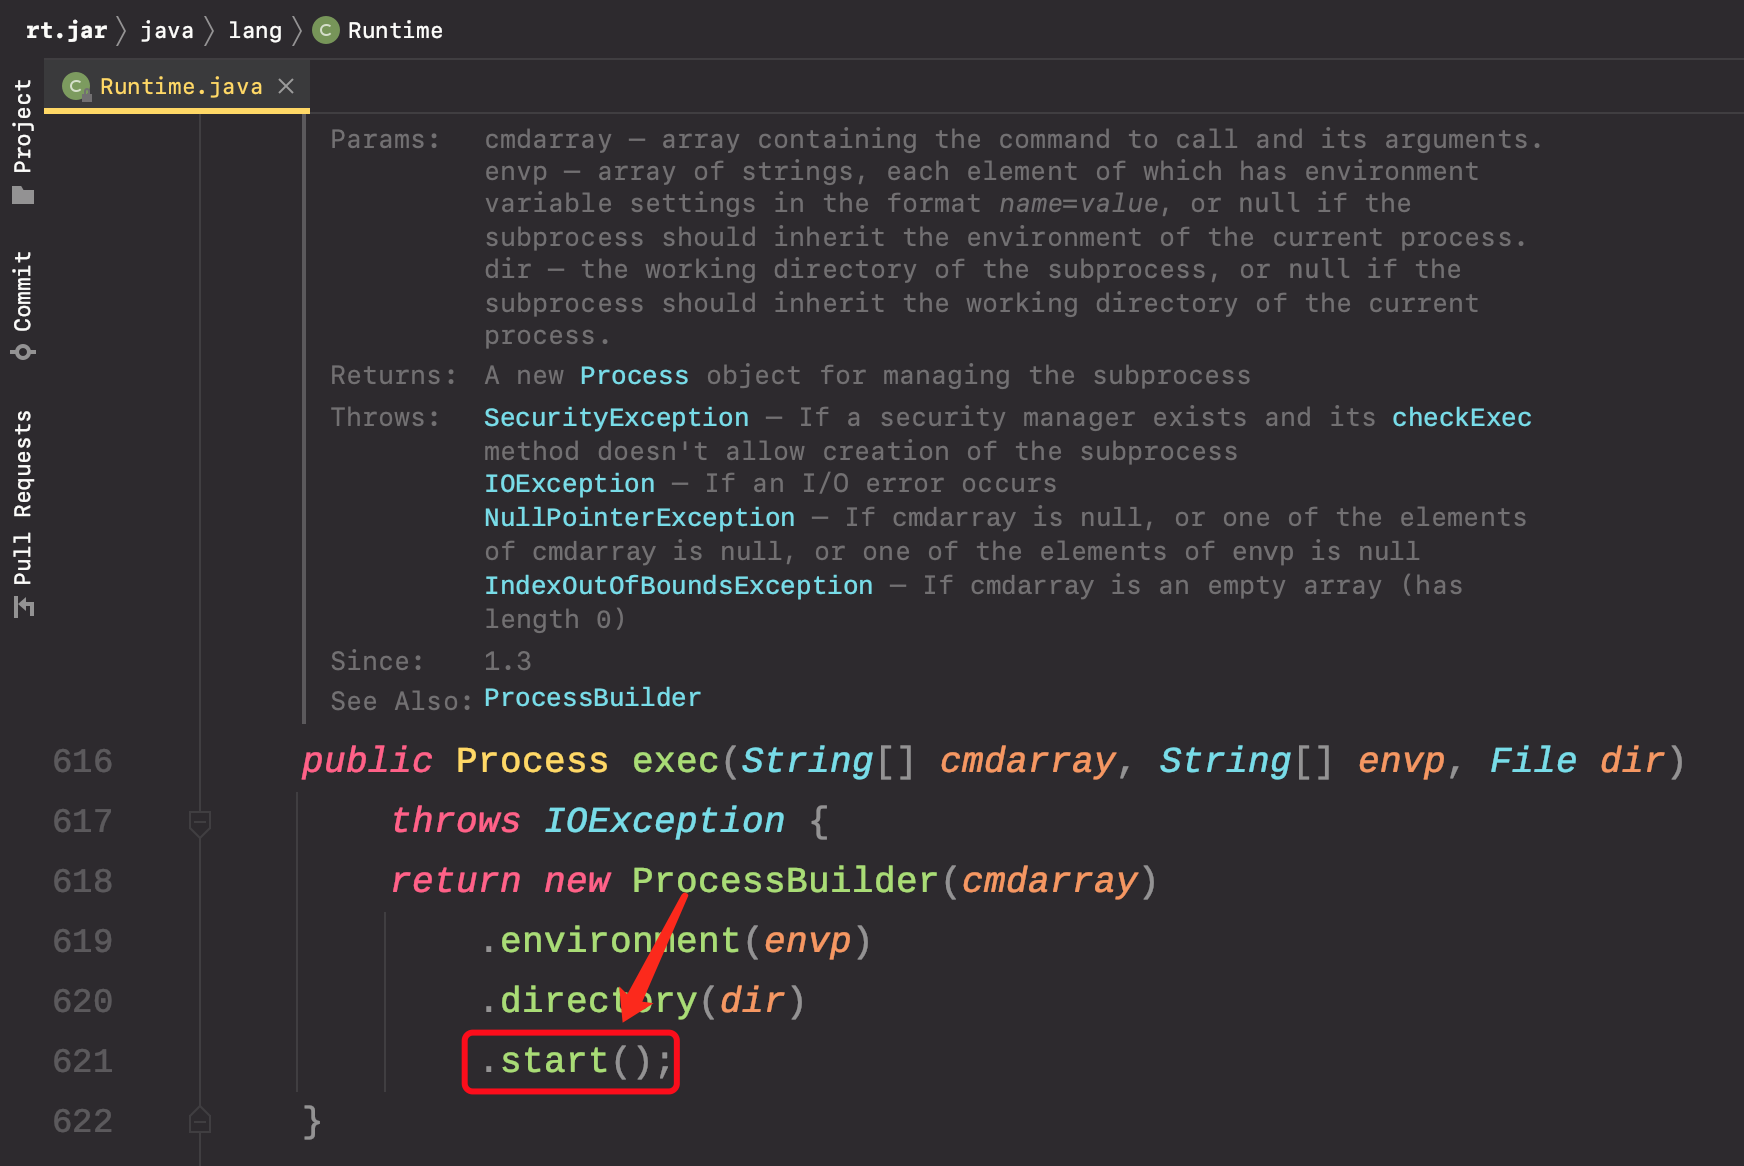 rt.jar 〉 java 〉 lang 〉 C Runtime
C Runtime.java ×
Project
Commit
Pull Requests
Params: cmdarray – array containing the command to call and its arguments.
envp – array of strings, each element of which has environment
variable settings in the format name=value, or null if the
subprocess should inherit the environment of the current process.
dir – the working directory of the subprocess, or null if the
subprocess should inherit the working directory of the current
process.
Returns: A new Process object for managing the subprocess
Throws: SecurityException – If a security manager exists and its checkExec
method doesn't allow creation of the subprocess
IOException – If an I/O error occurs
NullPointerException – If cmdarray is null, or one of the elements
of cmdarray is null, or one of the elements of envp is null
IndexOutOfBoundsException – If cmdarray is an empty array (has
length 0)
Since: 1.3
See Also: ProcessBuilder
616 public Process exec(String[] cmdarray, String[] envp, File dir)
617 throws IOException {
618 return new ProcessBuilder(cmdarray)
619 .environment(envp)
620 .directory(dir)
621 .start();
622 }